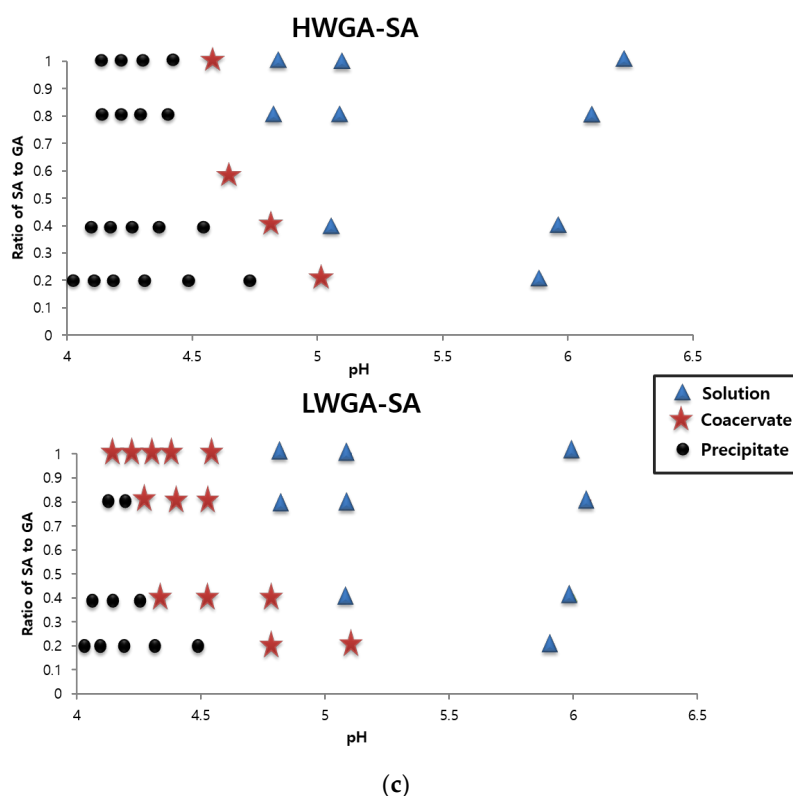 HWGA-SA
Ratio of SA to GA
1
0.9
0.8
0.7
0.6
0.5
0.4
0.3
0.2
0.1
0
4 4.5 5 5.5 6 6.5
pH
Solution
Coacervate
Precipitate
LWGA-SA
Ratio of SA to GA
1
0.9
0.8
0.7
0.6
0.5
0.4
0.3
0.2
0.1
0
4 4.5 5 5.5 6 6.5
pH
(c)